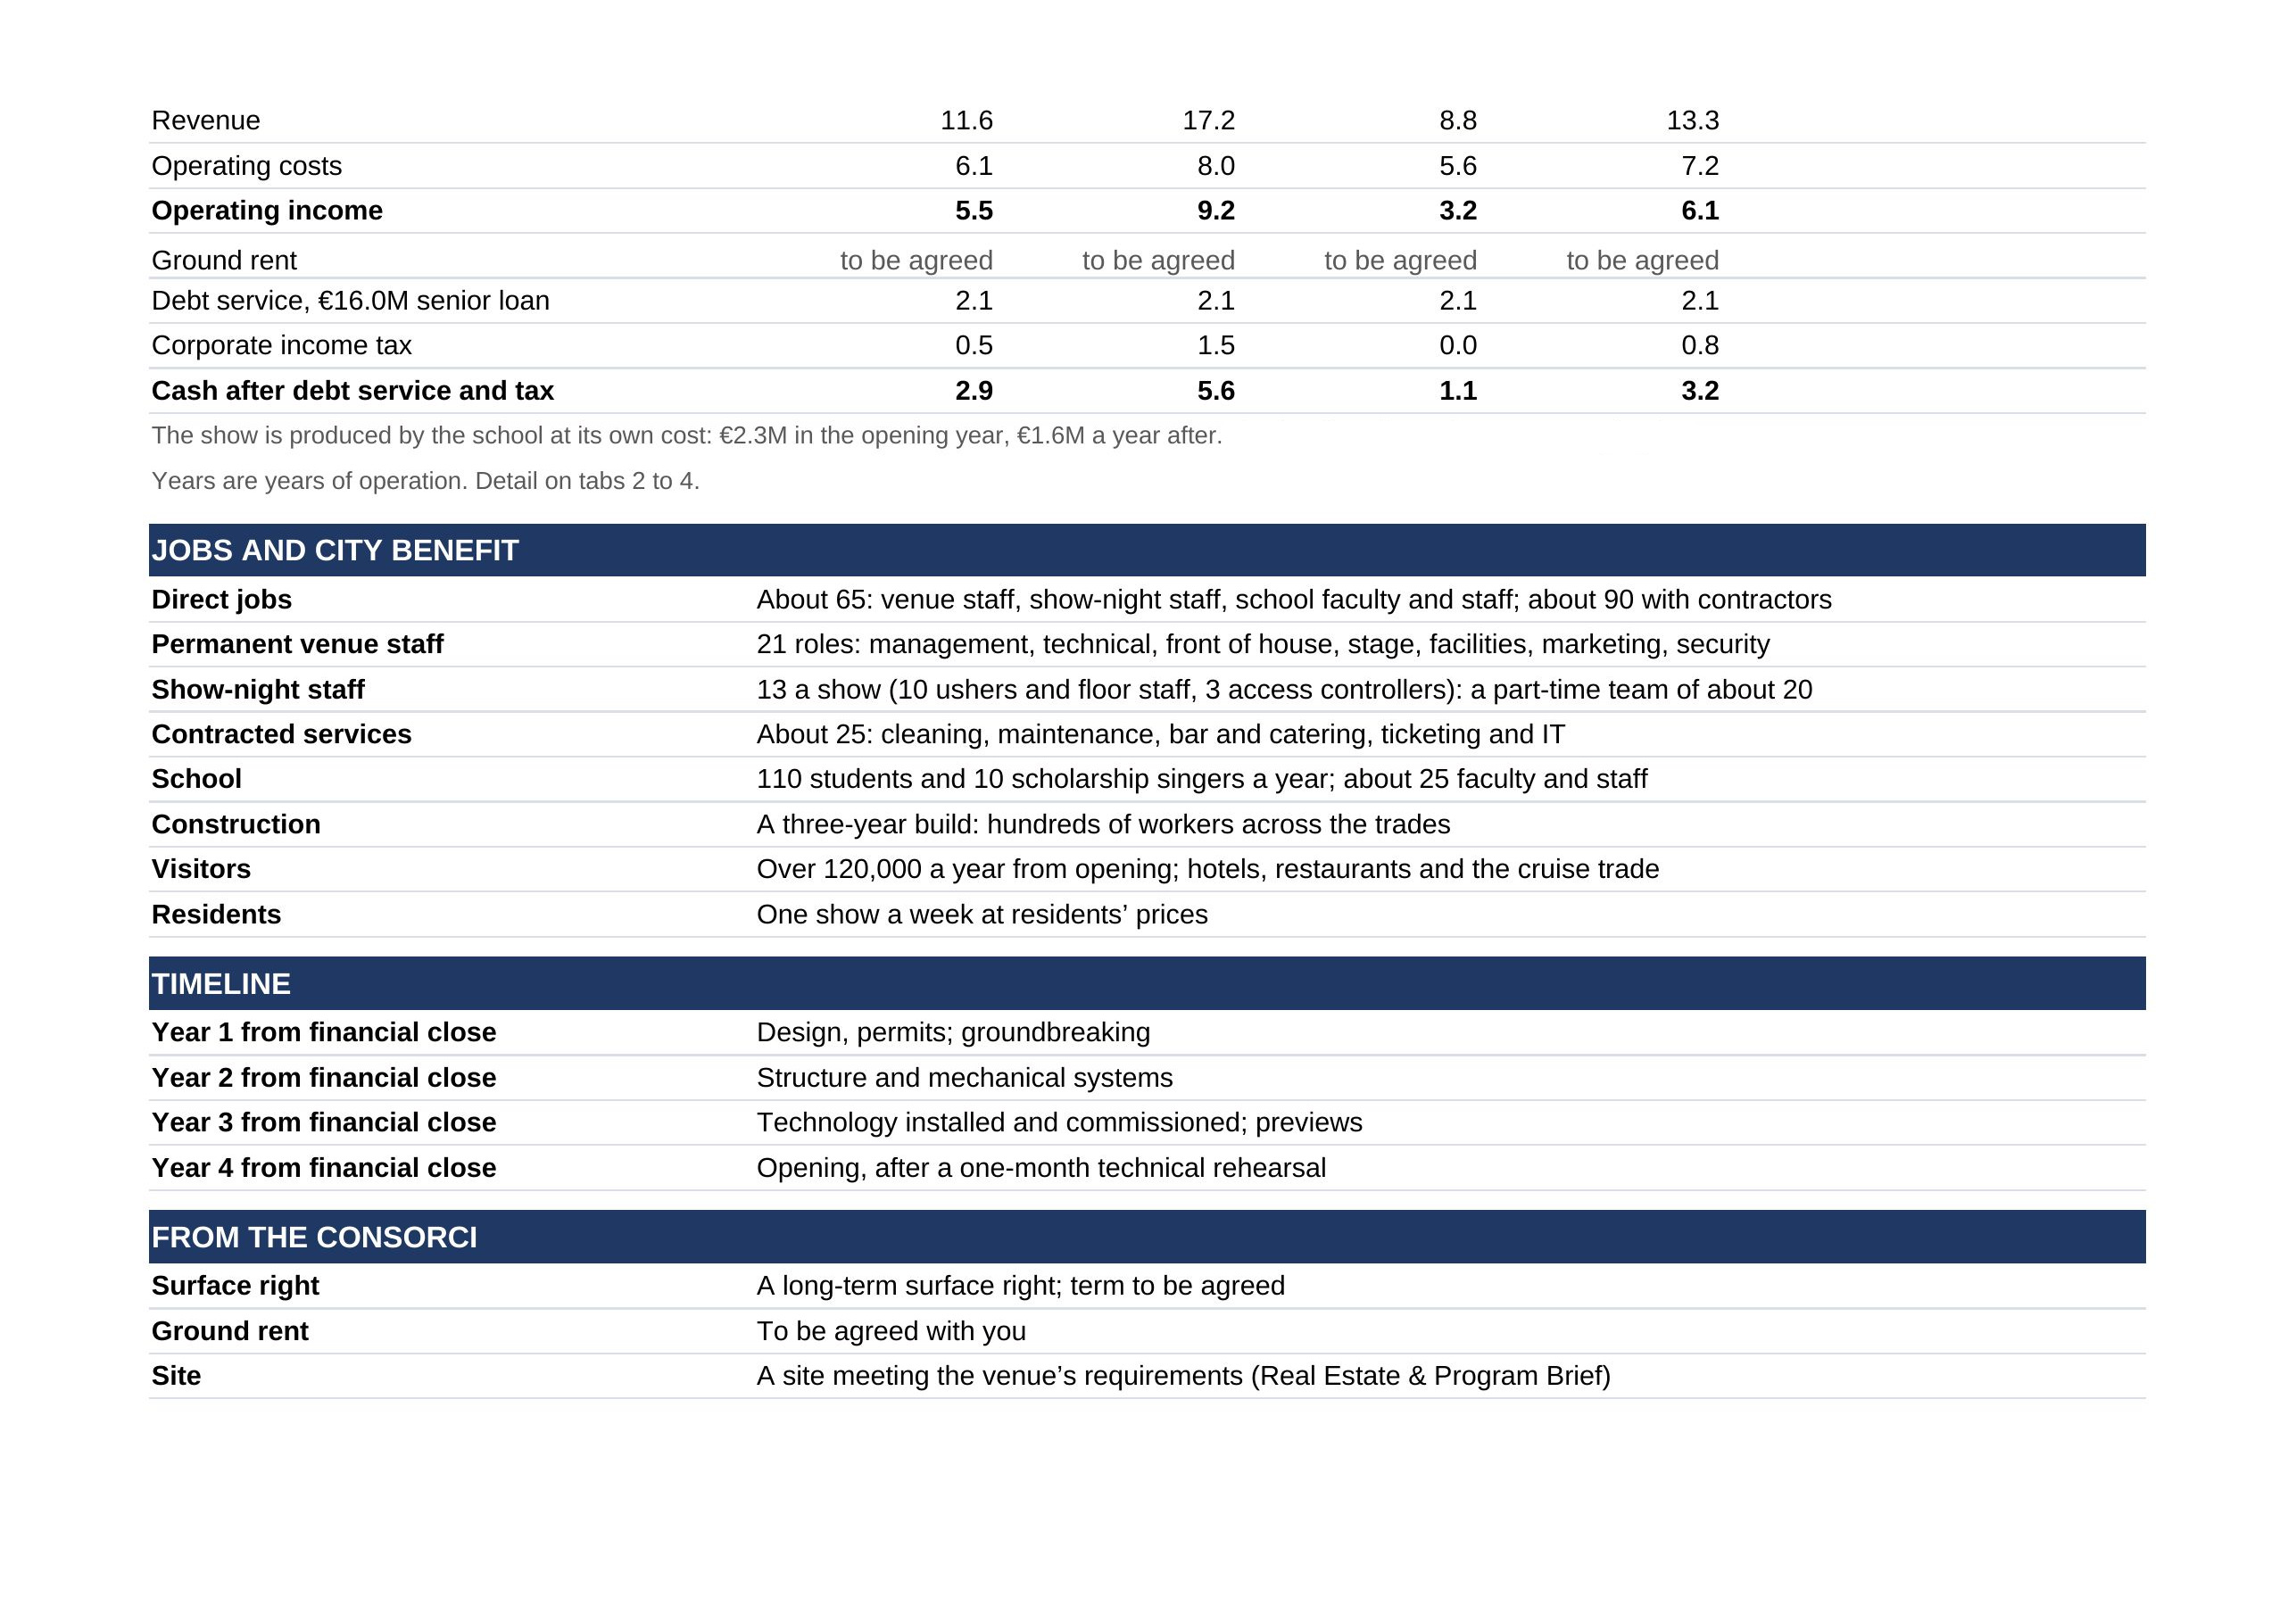 Revenue 11.6 17.2 8.8 13.3
Operating costs 6.1 8.0 5.6 7.2
Operating income 5.5 9.2 3.2 6.1
Ground rent to be agreed to be agreed to be agreed to be agreed
Debt service, €16.0M senior loan 2.1 2.1 2.1 2.1
Corporate income tax 0.5 1.5 0.0 0.8
Cash after debt service and tax 2.9 5.6 1.1 3.2
The show is produced by the school at its own cost: €2.3M in the opening year, €1.6M a year after.
Years are years of operation. Detail on tabs 2 to 4.
JOBS AND CITY BENEFIT
Direct jobs About 65: venue staff, show-night staff, school faculty and staff; about 90 with contractors
Permanent venue staff 21 roles: management, technical, front of house, stage, facilities, marketing, security
Show-night staff 13 a show (10 ushers and floor staff, 3 access controllers): a part-time team of about 20
Contracted services About 25: cleaning, maintenance, bar and catering, ticketing and IT
School 110 students and 10 scholarship singers a year; about 25 faculty and staff
Construction A three-year build: hundreds of workers across the trades
Visitors Over 120,000 a year from opening; hotels, restaurants and the cruise trade
Residents One show a week at residents’ prices
TIMELINE
Year 1 from financial close Design, permits; groundbreaking
Year 2 from financial close Structure and mechanical systems
Year 3 from financial close Technology installed and commissioned; previews
Year 4 from financial close Opening, after a one-month technical rehearsal
FROM THE CONSORCI
Surface right A long-term surface right; term to be agreed
Ground rent To be agreed with you
Site A site meeting the venue’s requirements (Real Estate & Program Brief)